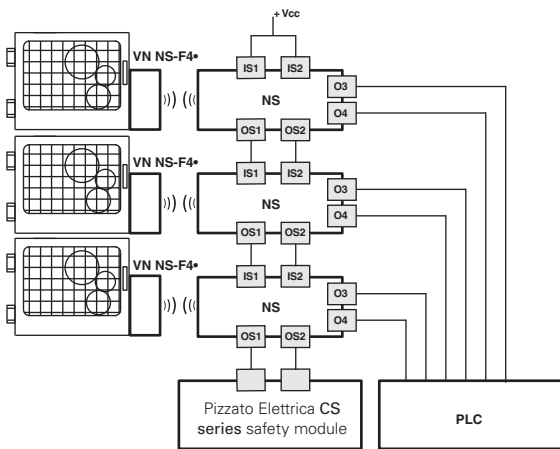 + Vcc
VN NS-F4•
IS1 IS2
NS
O3
O4
OS1 OS2
VN NS-F4•
IS1 IS2
NS
O3
O4
OS1 OS2
VN NS-F4•
IS1 IS2
NS
O3
O4
OS1 OS2
Pizzato Elettrica CS
series safety module
PLC